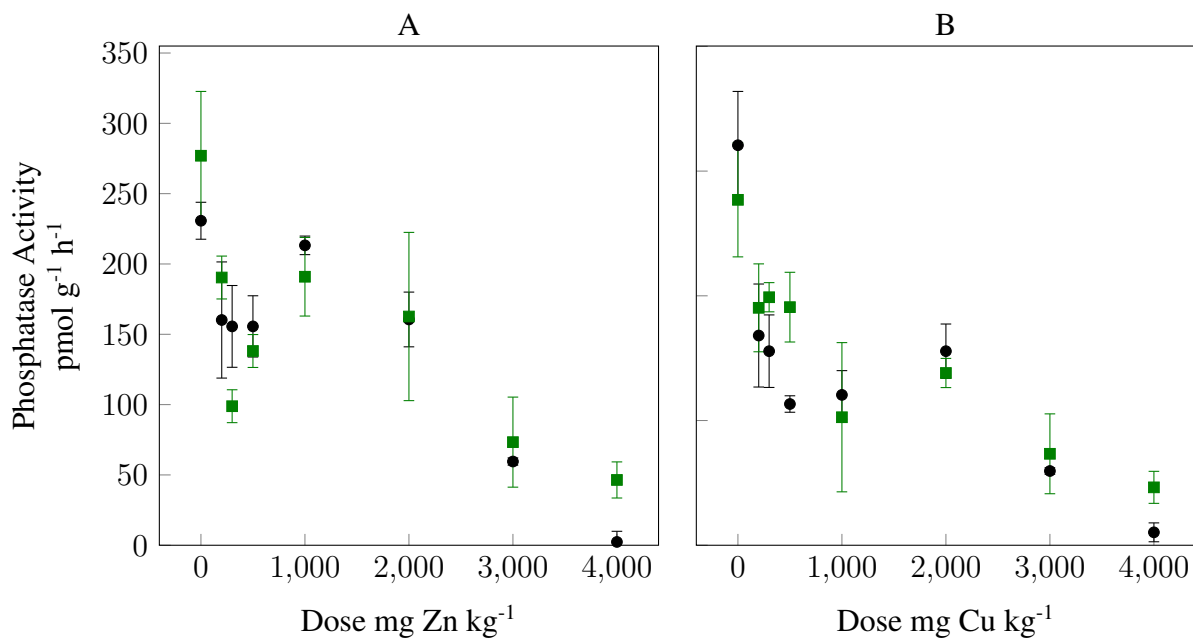 A
B
350
300
250
200
150
100
50
0
Phosphatase Activity
pmol g-1 h-1
0 1,000 2,000 3,000 4,000
0 1,000 2,000 3,000 4,000
Dose mg Zn kg-1
Dose mg Cu kg-1